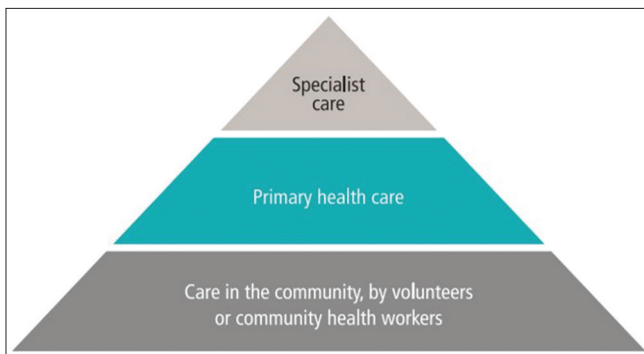 Specialist
care
Primary health care
Care in the community, by volunteers
or community health workers